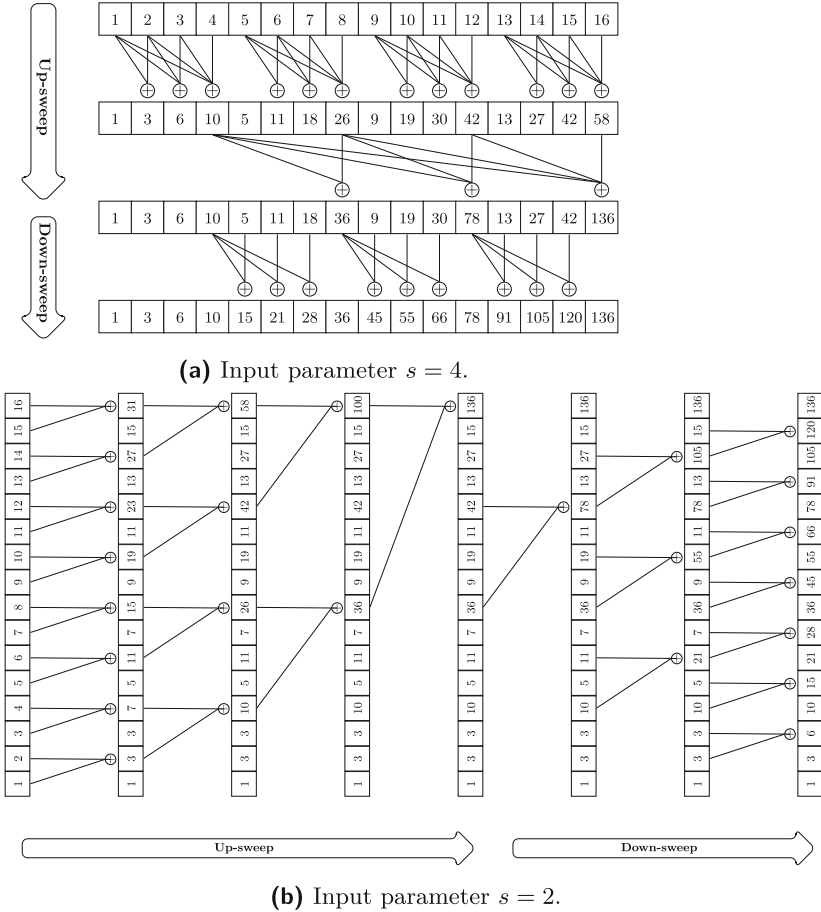 Up-sweep
1 2 3 4 5 6 7 8 9 10 11 12 13 14 15 16
1 3 6 10 5 11 18 26 9 19 30 42 13 27 42 58
Down-sweep
1 3 6 10 5 11 18 36 9 19 30 78 13 27 42 136
1 3 6 10 15 21 28 36 45 55 66 78 91 105 120 136
(a) Input parameter s = 4.
1 2 3 4 5 6 7 8 9 10 11 12 13 14 15 16
1 3 3 7 5 11 7 15 9 19 11 23 13 27 15 31
1 3 3 10 5 11 7 26 9 19 11 42 13 27 15 58
1 3 3 10 5 11 7 36 9 19 11 42 13 27 15 100
1 3 3 10 5 11 7 36 9 19 11 42 13 27 15 136
1 3 3 10 5 11 7 36 9 19 11 78 13 27 15 136
1 3 3 10 5 21 7 36 9 55 11 78 13 105 15 136
1 3 6 10 15 21 28 36 45 55 66 78 91 105 120 136
Up-sweep
Down-sweep
(b) Input parameter s = 2.